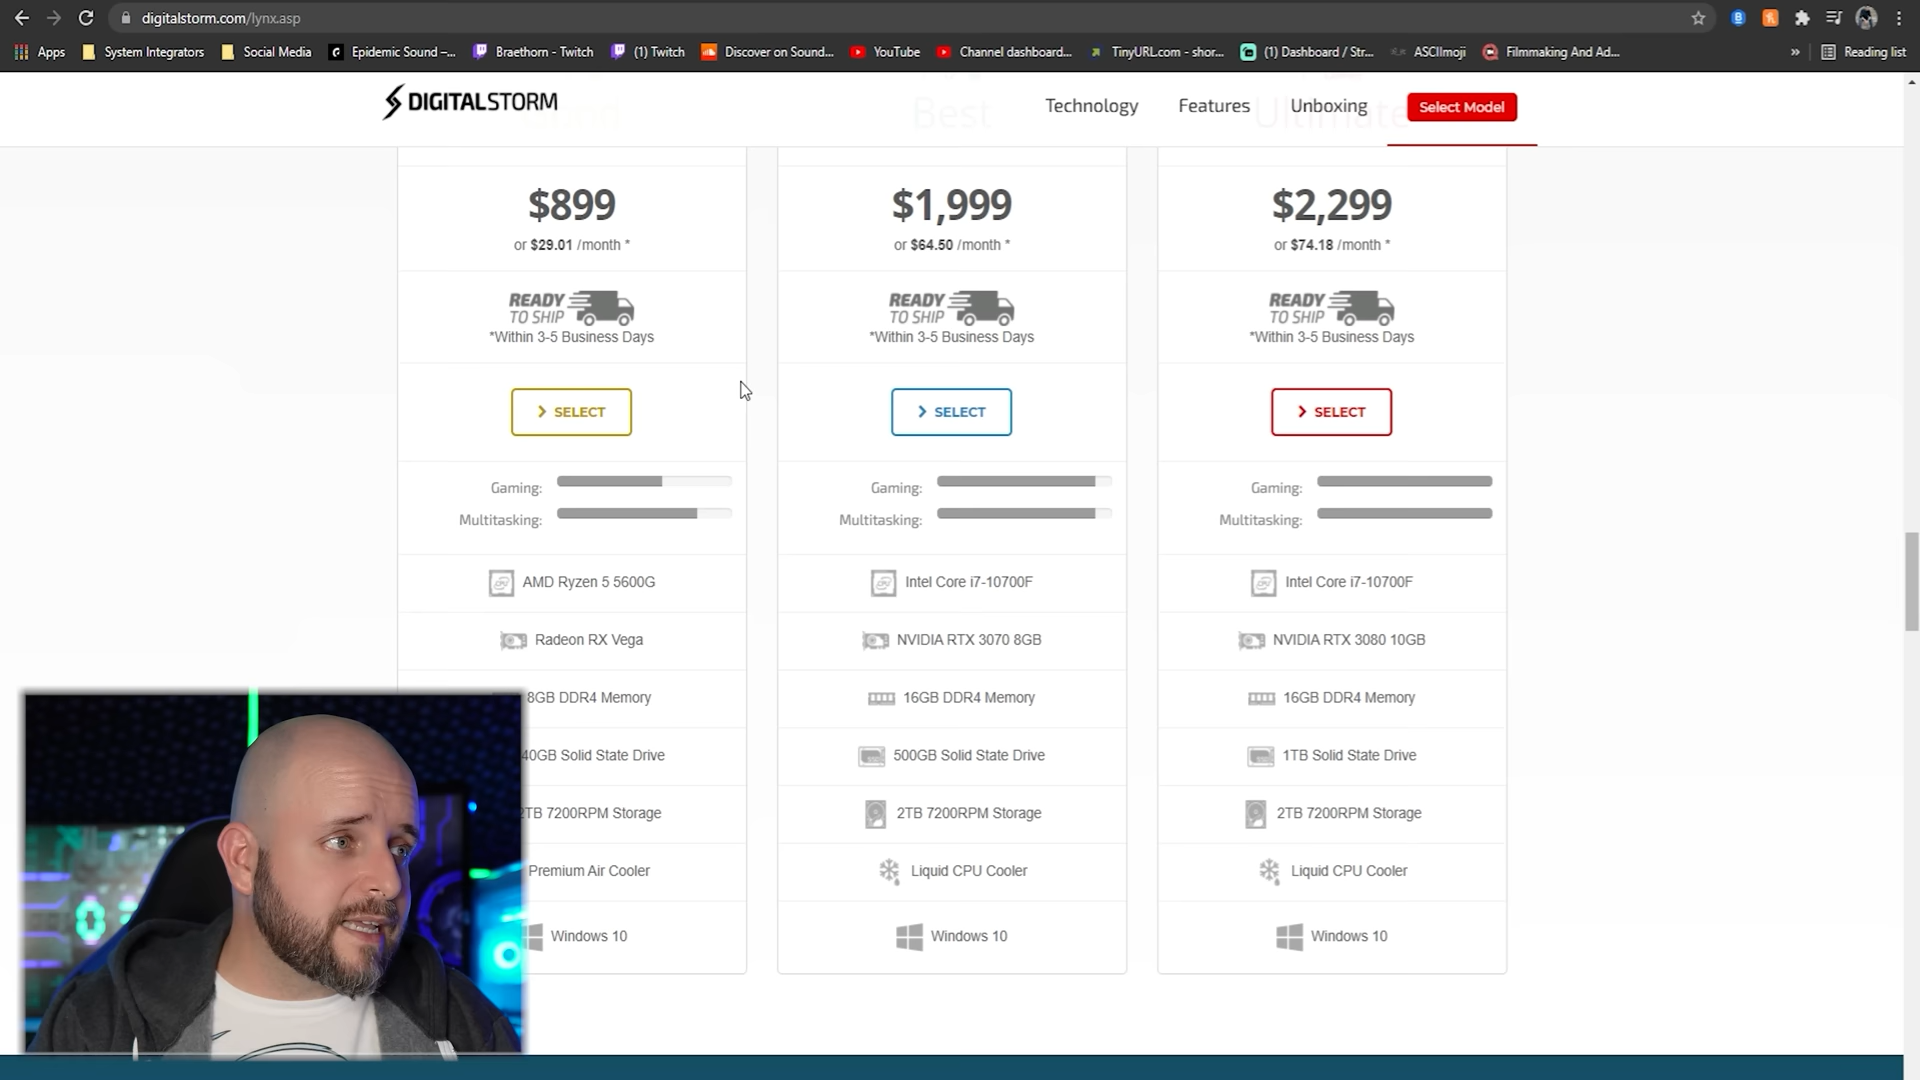 digitalstorm.com/lynx.asp
Apps
System Integrators
Social Media
Epidemic Sound –...
Braethorn - Twitch
(1) Twitch
Discover on Sound...
YouTube
Channel dashboard...
TinyURL.com - shor...
(1) Dashboard / Str...
ASCIImoji
Filmmaking And Ad...
»
Reading list
DIGITALSTORM
Technology
Features
Unboxing
Select Model
Best
Ultimate
$899
or $29.01 /month *
READY
TO SHIP
*Within 3-5 Business Days
SELECT
Gaming:
Multitasking:
AMD Ryzen 5 5600G
Radeon RX Vega
8GB DDR4 Memory
40GB Solid State Drive
2TB 7200RPM Storage
Premium Air Cooler
Windows 10
$1,999
or $64.50 /month *
READY
TO SHIP
*Within 3-5 Business Days
SELECT
Gaming:
Multitasking:
Intel Core i7-10700F
NVIDIA RTX 3070 8GB
16GB DDR4 Memory
500GB Solid State Drive
2TB 7200RPM Storage
Liquid CPU Cooler
Windows 10
$2,299
or $74.18 /month *
READY
TO SHIP
*Within 3-5 Business Days
SELECT
Gaming:
Multitasking:
Intel Core i7-10700F
NVIDIA RTX 3080 10GB
16GB DDR4 Memory
1TB Solid State Drive
2TB 7200RPM Storage
Liquid CPU Cooler
Windows 10